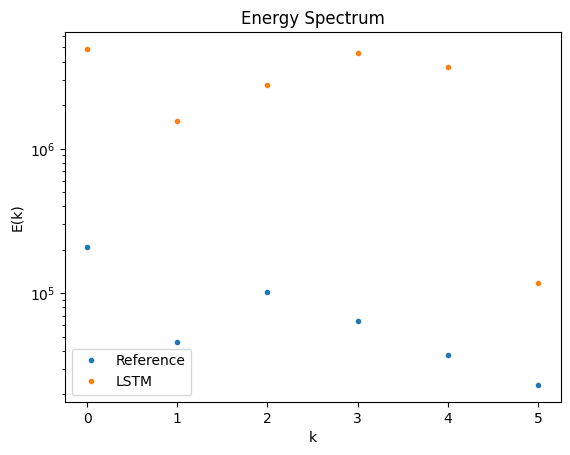 Energy Spectrum
E(k)
10⁶
10⁵
Reference
LSTM
0 1 2 3 4 5
k